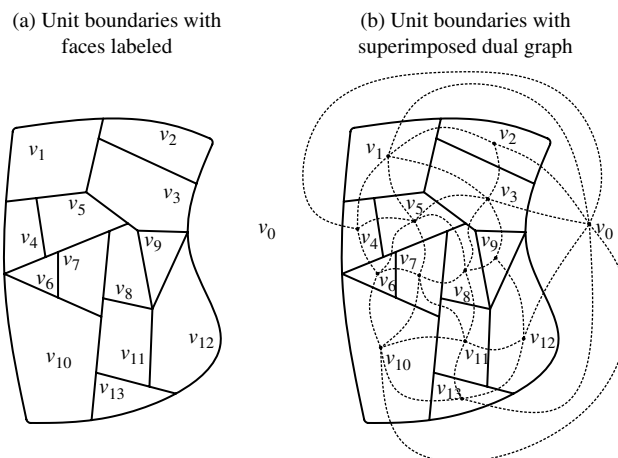 (a) Unit boundaries with
faces labeled
v1
v2
v3
v5
v4
v9
v0
v7
v6
v8
v12
v10
v11
v13
(b) Unit boundaries with
superimposed dual graph
v1
v2
v3
v5
v4
v9
v0
v7
v6
v8
v12
v10
v11
v13